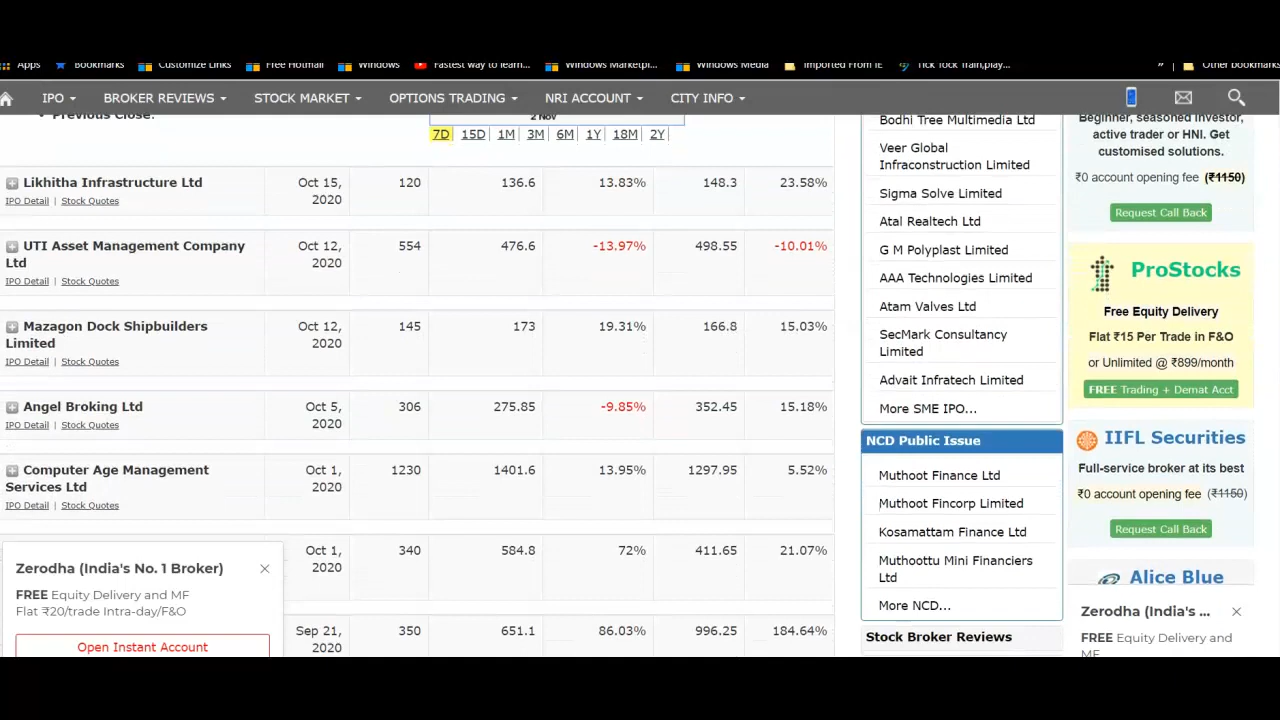 Apps Bookmarks Customize Links Free Hotmail Windows Fastest way to learn... Windows Marketpl... Windows Media Imported From IE Tick Tock Train,play... » Other bookmarks
IPO BROKER REVIEWS STOCK MARKET OPTIONS TRADING NRI ACCOUNT CITY INFO
Previous Close:
2 Nov
7D 15D 1M 3M 6M 1Y 18M 2Y
Likhitha Infrastructure Ltd Oct 15, 120 136.6 13.83% 148.3 23.58%
IPO Detail | Stock Quotes 2020
UTI Asset Management Company Oct 12, 554 476.6 -13.97% 498.55 -10.01%
Ltd 2020
IPO Detail | Stock Quotes
Mazagon Dock Shipbuilders Oct 12, 145 173 19.31% 166.8 15.03%
Limited 2020
IPO Detail | Stock Quotes
Angel Broking Ltd Oct 5, 306 275.85 -9.85% 352.45 15.18%
IPO Detail | Stock Quotes 2020
Computer Age Management Oct 1, 1230 1401.6 13.95% 1297.95 5.52%
Services Ltd 2020
IPO Detail | Stock Quotes
Oct 1, 340 584.8 72% 411.65 21.07%
2020
Sep 21, 350 651.1 86.03% 996.25 184.64%
2020
Zerodha (India's No. 1 Broker)
FREE Equity Delivery and MF
Flat ₹20/trade Intra-day/F&O
Open Instant Account
Bodhi Tree Multimedia Ltd
Veer Global
Infraconstruction Limited
Sigma Solve Limited
Atal Realtech Ltd
G M Polyplast Limited
AAA Technologies Limited
Atam Valves Ltd
SecMark Consultancy
Limited
Advait Infratech Limited
More SME IPO...
NCD Public Issue
Muthoot Finance Ltd
Muthoot Fincorp Limited
Kosamattam Finance Ltd
Muthoottu Mini Financiers
Ltd
More NCD...
Stock Broker Reviews
Beginner, seasoned investor,
active trader or HNI. Get
customised solutions.
₹0 account opening fee (₹1150)
Request Call Back
ProStocks
Free Equity Delivery
Flat ₹15 Per Trade in F&O
or Unlimited @ ₹899/month
FREE Trading + Demat Acct
IIFL Securities
Full-service broker at its best
₹0 account opening fee (₹1150)
Request Call Back
Alice Blue
Zerodha (India's ...
FREE Equity Delivery and
MF